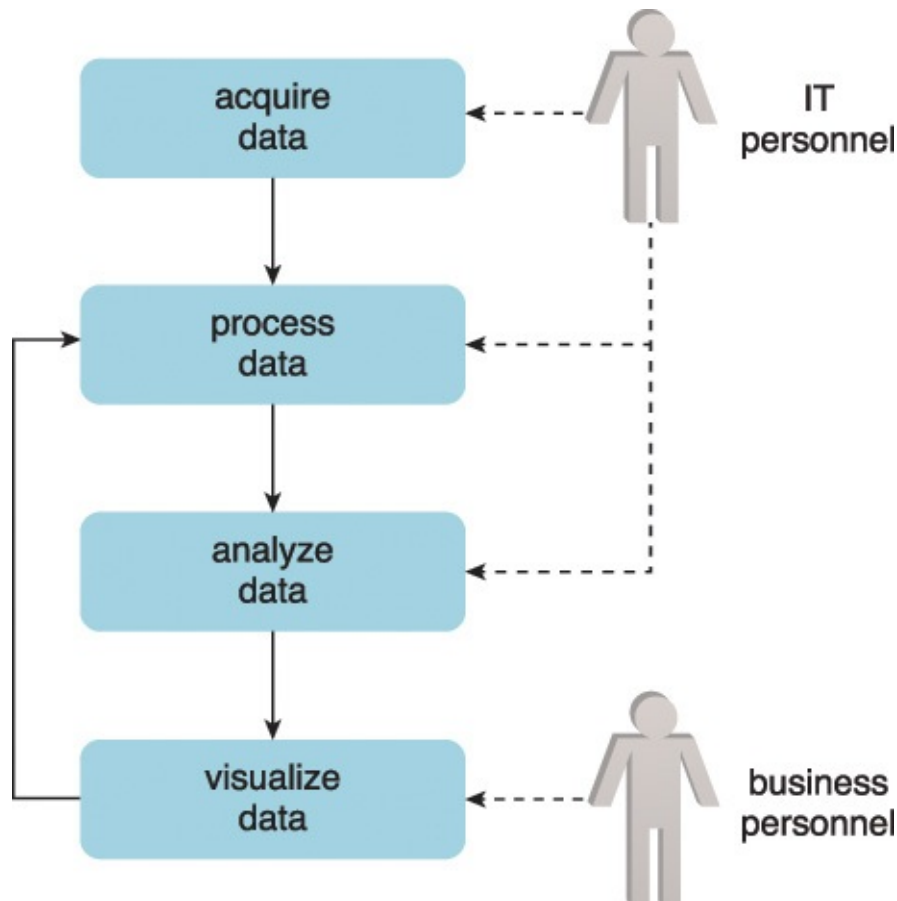 acquire
data
IT
personnel
process
data
analyze
data
visualize
data
business
personnel